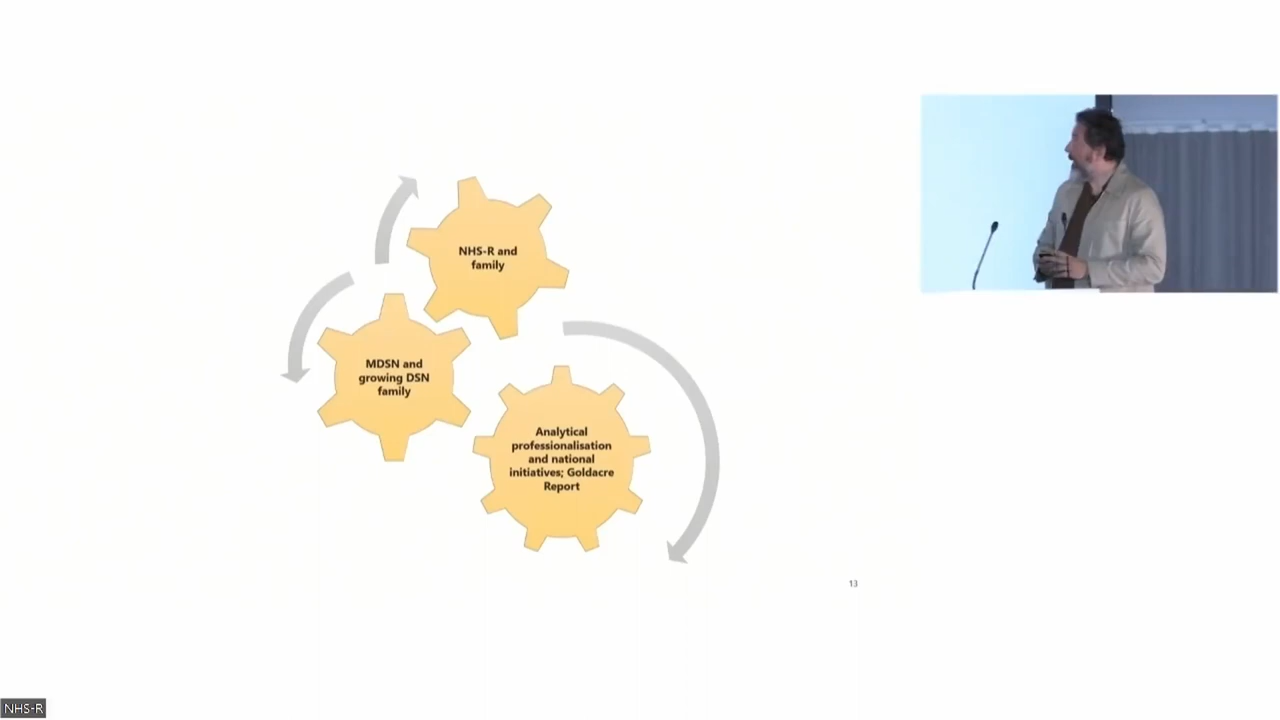 NHS-R and
family
MDSN and
growing DSN
family
Analytical
professionalisation
and national
initiatives; Goldacre
Report
13
NHS-R